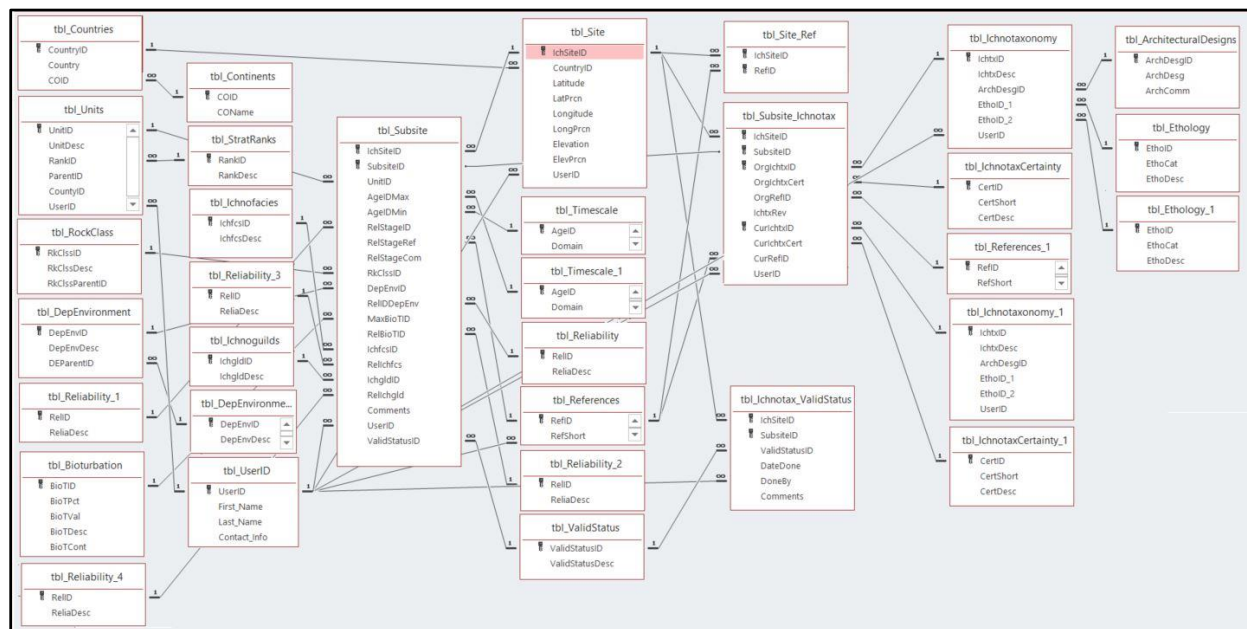 tbl_Countries
CountryID
Country
COID
tbl_Continents
COID
COName
tbl_Units
UnitID
UnitDesc
RankID
ParentID
CountyID
UserID
tbl_StratRanks
RankID
RankDesc
tbl_Ichnofacies
IchfcsID
IchfcsDesc
tbl_RockClass
RkClssID
RkClssDesc
RkClssParentID
tbl_Reliability_3
RelID
ReliaDesc
tbl_DepEnvironment
DepEnvID
DepEnvDesc
DEParentID
tbl_Ichnoguilds
IchgldID
IchgldDesc
tbl_Reliability_1
RelID
ReliaDesc
tbl_DepEnvironme...
DepEnvID
DepEnvDesc
tbl_Bioturbation
BioTID
BioTPct
BioTVal
BioTDesc
BioTCont
tbl_UserID
UserID
First_Name
Last_Name
Contact_Info
tbl_Reliability_4
RelID
ReliaDesc
tbl_Subsite
IchSiteID
SubsiteID
UnitID
AgeIDMax
AgeIDMin
RelStageID
RelStageRef
RelStageCom
RkClssID
DepEnvID
RelIDDepEnv
MaxBioTID
RelBioTID
IchfcsID
RelIchfcs
IchgldID
RelIchgld
Comments
UserID
ValidStatusID
tbl_Site
IchSiteID
CountryID
Latitude
LatPrcn
Longitude
LongPrcn
Elevation
ElevPrcn
UserID
tbl_Timescale
AgeID
Domain
tbl_Timescale_1
AgeID
Domain
tbl_Reliability
RelID
ReliaDesc
tbl_References
RefID
RefShort
tbl_Reliability_2
RelID
ReliaDesc
tbl_ValidStatus
ValidStatusID
ValidStatusDesc
tbl_Site_Ref
IchSiteID
RefID
tbl_Subsite_Ichnotax
IchSiteID
SubsiteID
OrgIchtxID
OrgIchtxCert
OrgRefID
IchtxRev
CurIchtxID
CurIchtxCert
CurRefID
UserID
tbl_Ichnotax_ValidStatus
IchSiteID
SubsiteID
ValidStatusID
DateDone
DoneBy
Comments
tbl_Ichnotaxonomy
IchtxID
IchtxDesc
ArchDesgID
EthoID_1
EthoID_2
UserID
tbl_IchnotaxCertainty
CertID
CertShort
CertDesc
tbl_References_1
RefID
RefShort
tbl_Ichnotaxonomy_1
IchtxID
IchtxDesc
ArchDesgID
EthoID_1
EthoID_2
UserID
tbl_IchnotaxCertainty_1
CertID
CertShort
CertDesc
tbl_ArchitecturalDesigns
ArchDesgID
ArchDesg
ArchComm
tbl_Ethology
EthoID
EthoCat
EthoDesc
tbl_Ethology_1
EthoID
EthoCat
EthoDesc